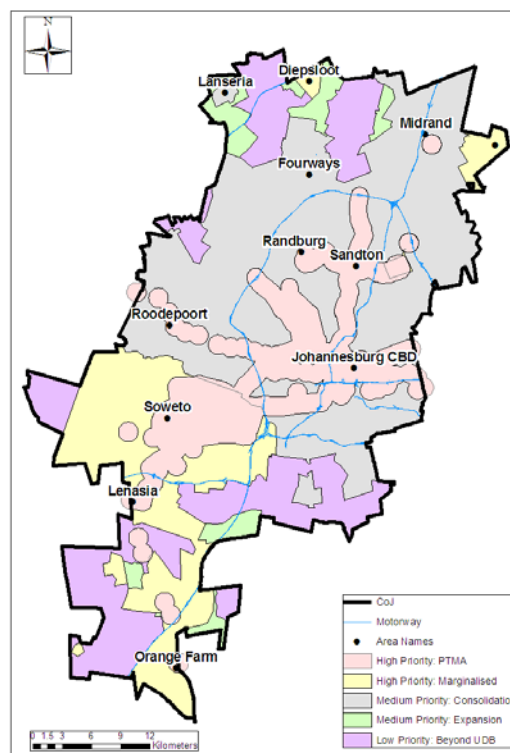 N
Diepsloot
Lanseria
Midrand
Fourways
Randburg
Sandton
Roodepoort
Johannesburg CBD
Soweto
Lenasia
Orange Farm
CoJ
Motorway
Area Names
High Priority: PTMA
High Priority: Marginalised
Medium Priority: Consolidatio
Medium Priority: Expansion
Low Priority: Beyond UDB
0 1.5 3 6 9 12
Kilometers